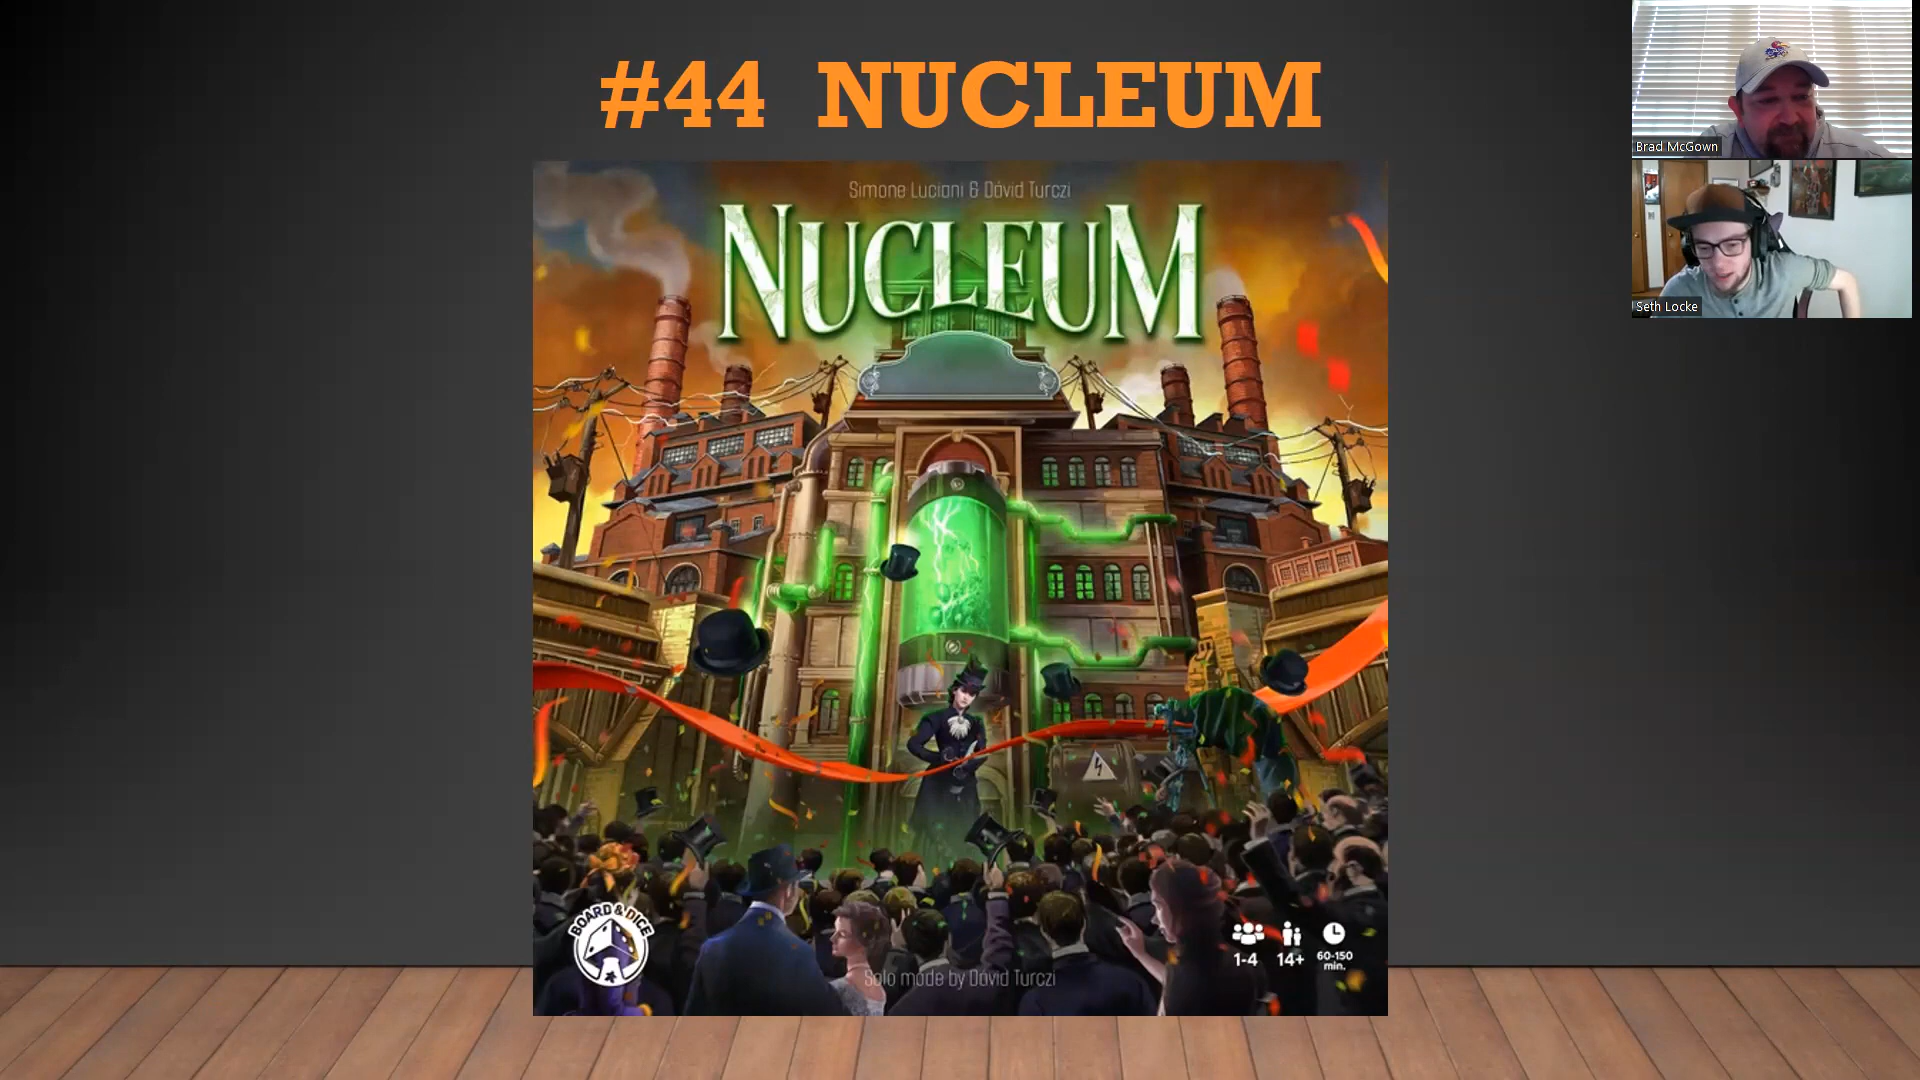 #44 NUCLEUM
Simone Luciani & Dávid Turczi
NUCLEUM
BOARD & DICE
Solo mode by Dávid Turczi
1-4
14+
60-150
min.
Brad McGown
Seth Locke